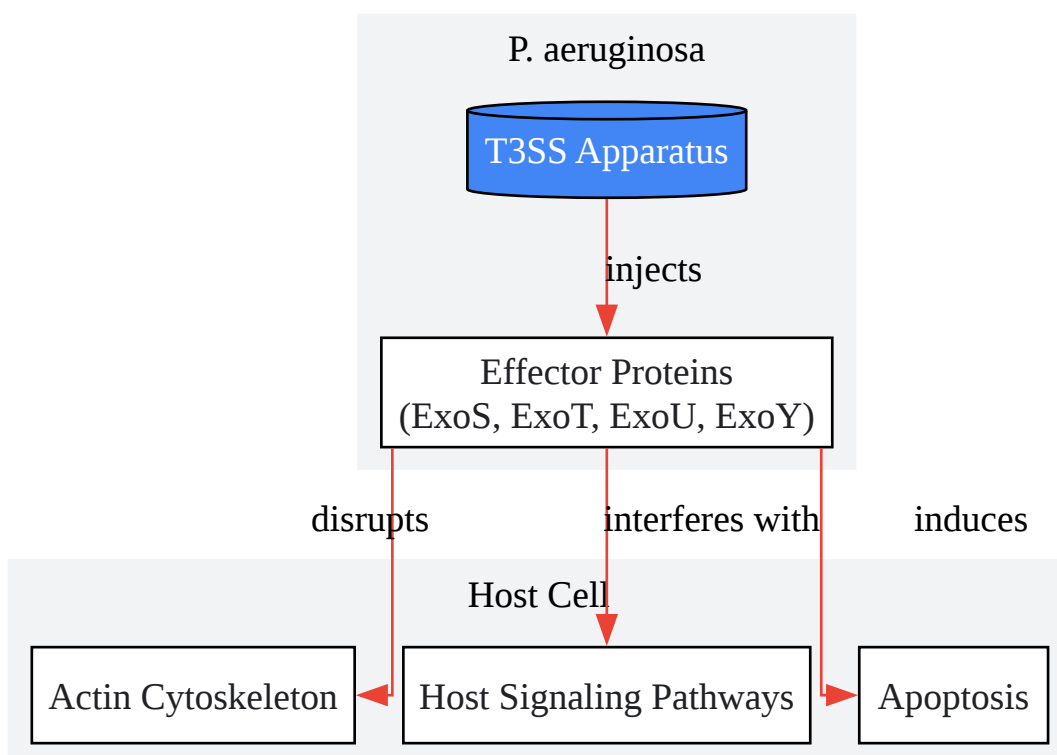 P. aeruginosa
T3SS Apparatus
injects
Effector Proteins
(ExoS, ExoT, ExoU, ExoY)
disrupts
interferes with
induces
Host Cell
Actin Cytoskeleton
Host Signaling Pathways
Apoptosis